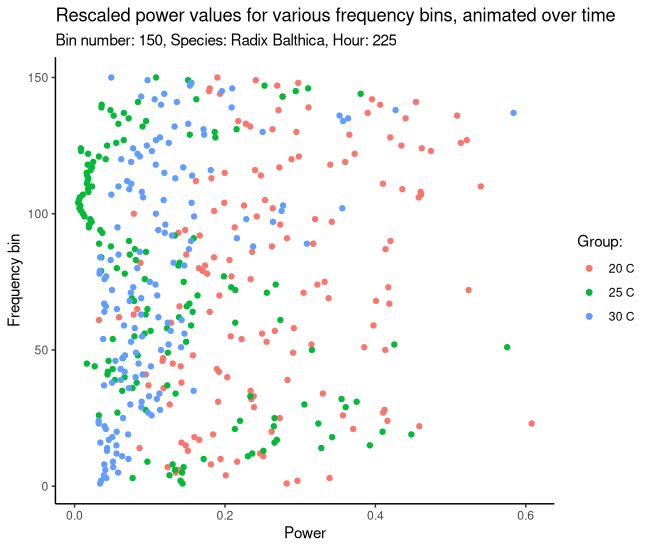 Rescaled power values for various frequency bins, animated over time
Bin number: 150, Species: Radix Balthica, Hour: 225
150
100
50
0
Frequency bin
0.0 0.2 0.4 0.6
Power
Group:
20 C
25 C
30 C